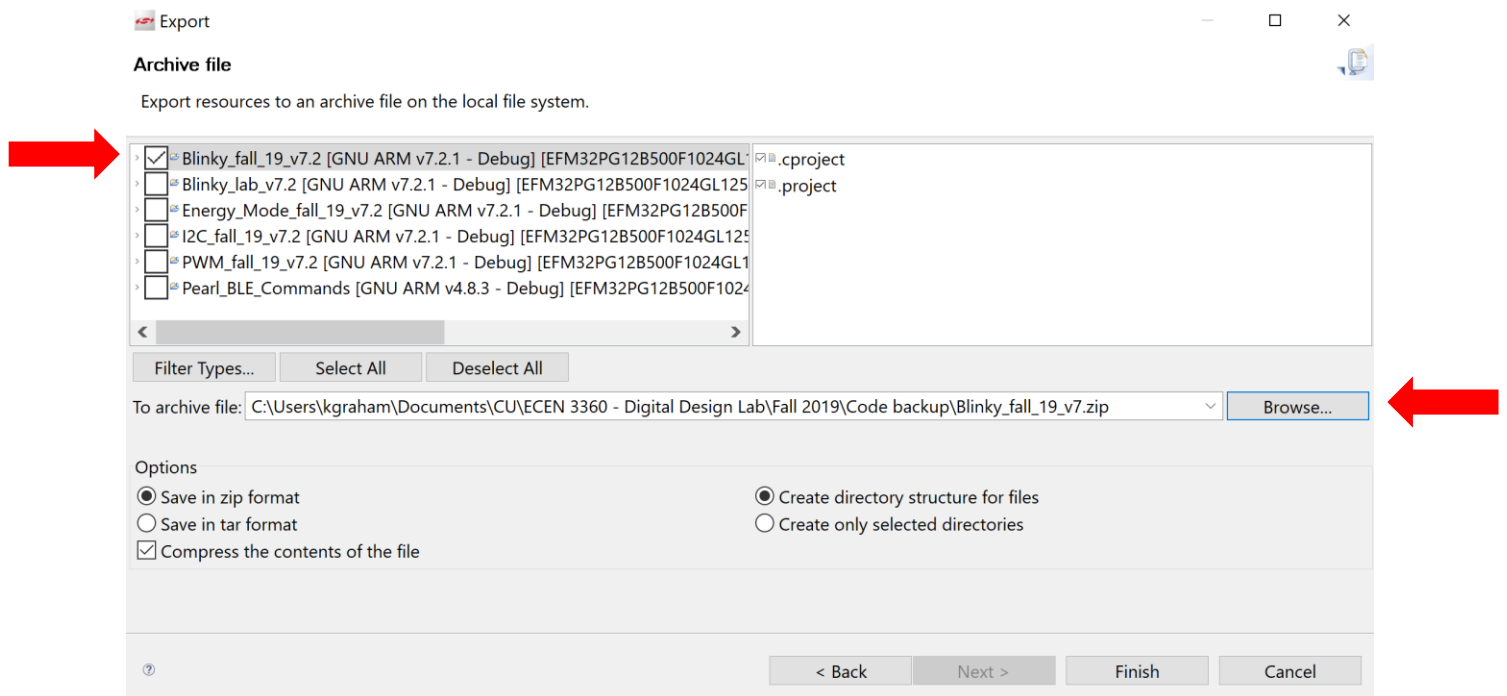 Export
Archive file
Export resources to an archive file on the local file system.
Blinky_fall_19_v7.2 [GNU ARM v7.2.1 - Debug] [EFM32PG12B500F1024GL1
Blinky_lab_v7.2 [GNU ARM v7.2.1 - Debug] [EFM32PG12B500F1024GL125
Energy_Mode_fall_19_v7.2 [GNU ARM v7.2.1 - Debug] [EFM32PG12B500F
I2C_fall_19_v7.2 [GNU ARM v7.2.1 - Debug] [EFM32PG12B500F1024GL125
PWM_fall_19_v7.2 [GNU ARM v7.2.1 - Debug] [EFM32PG12B500F1024GL1
Pearl_BLE_Commands [GNU ARM v4.8.3 - Debug] [EFM32PG12B500F1024
.cproject
.project
Filter Types... Select All Deselect All
To archive file: C:\Users\kgraham\Documents\CU\ECEN 3360 - Digital Design Lab\Fall 2019\Code backup\Blinky_fall_19_v7.zip Browse...
Options
Save in zip format
Save in tar format
Compress the contents of the file
Create directory structure for files
Create only selected directories
? < Back Next > Finish Cancel